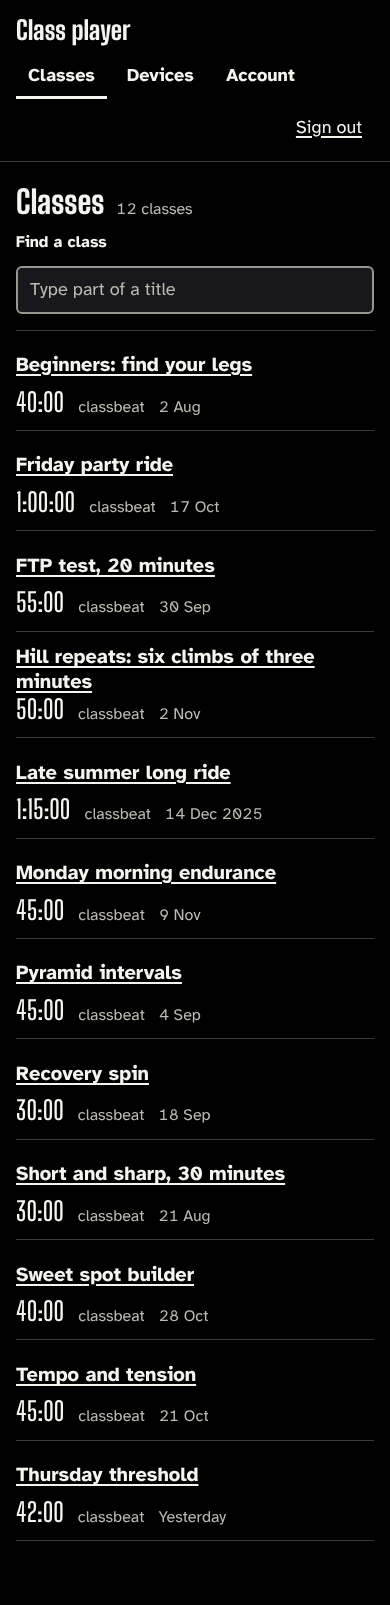 Class player
Classes Devices Account
Sign out
Classes 12 classes
Find a class
Type part of a title
Beginners: find your legs
40:00 classbeat 2 Aug
Friday party ride
1:00:00 classbeat 17 Oct
FTP test, 20 minutes
55:00 classbeat 30 Sep
Hill repeats: six climbs of three
minutes
50:00 classbeat 2 Nov
Late summer long ride
1:15:00 classbeat 14 Dec 2025
Monday morning endurance
45:00 classbeat 9 Nov
Pyramid intervals
45:00 classbeat 4 Sep
Recovery spin
30:00 classbeat 18 Sep
Short and sharp, 30 minutes
30:00 classbeat 21 Aug
Sweet spot builder
40:00 classbeat 28 Oct
Tempo and tension
45:00 classbeat 21 Oct
Thursday threshold
42:00 classbeat Yesterday